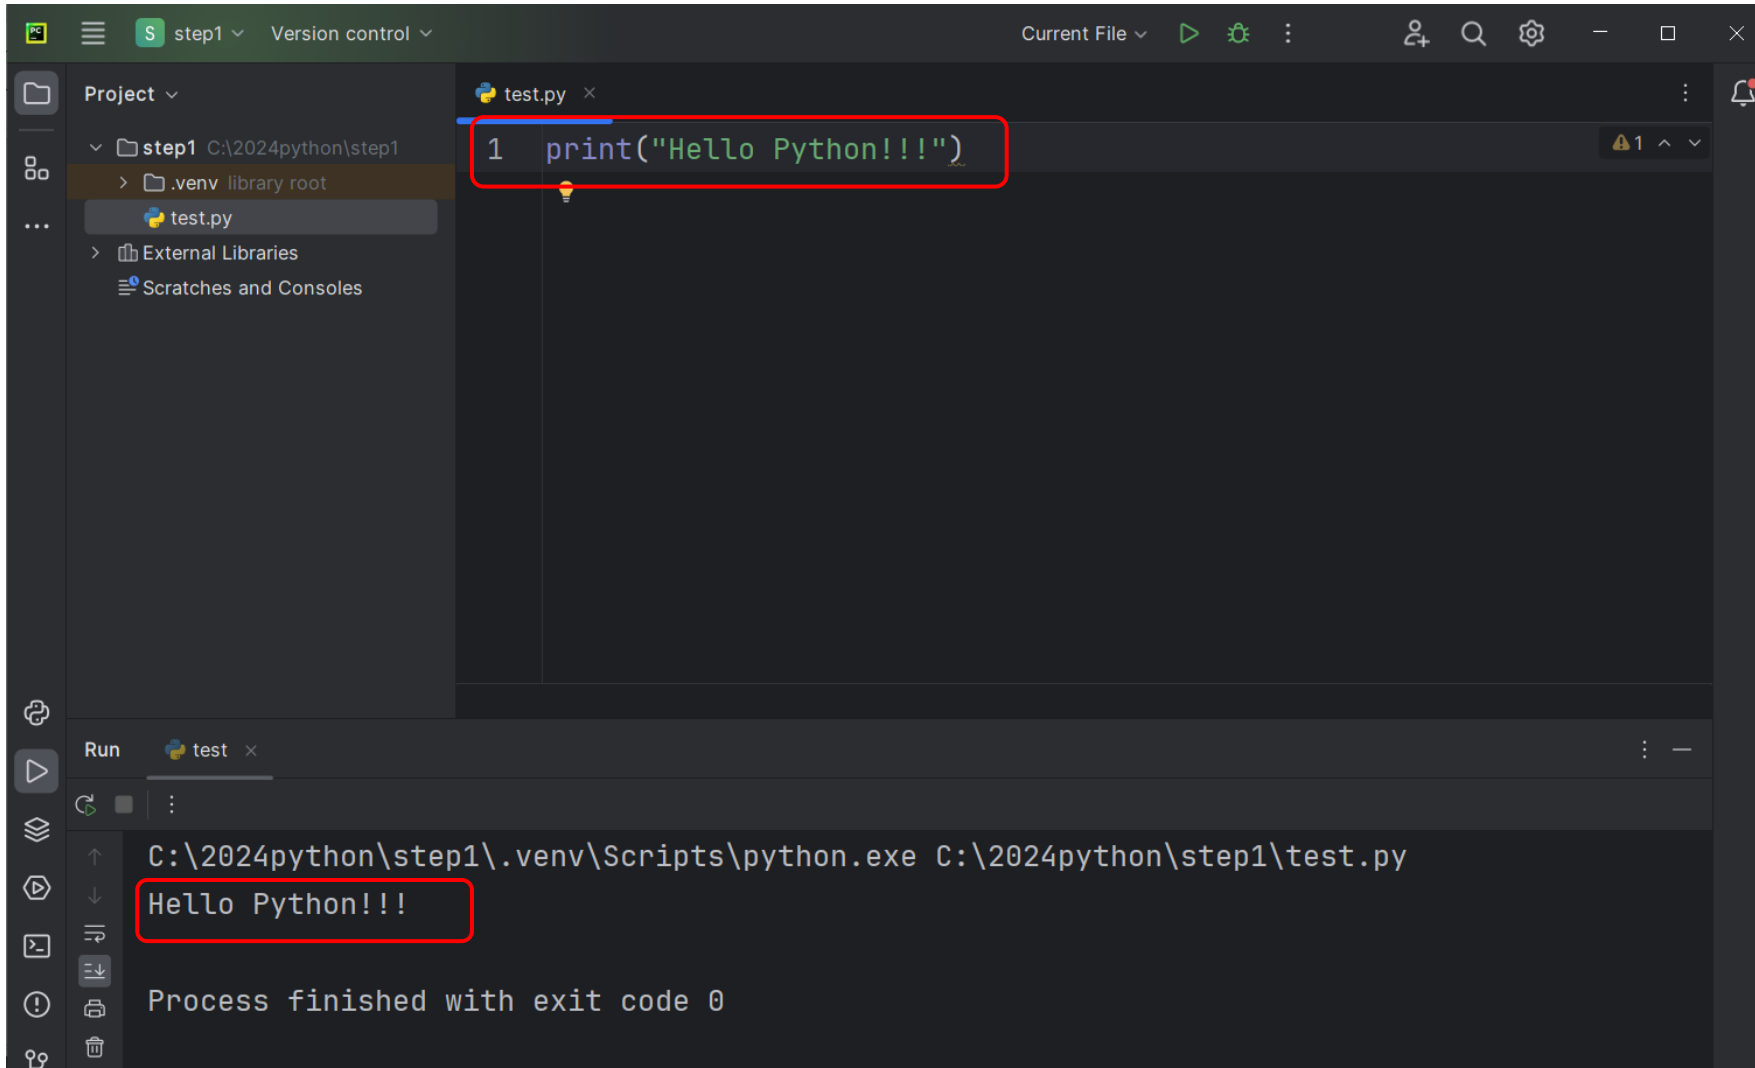 PC
S step1 Version control Current File
Project
test.py
step1 C:\2024python\step1
.venv library root
test.py
External Libraries
Scratches and Consoles
1 print("Hello Python!!!")
1
Run test
C:\2024python\step1\.venv\Scripts\python.exe C:\2024python\step1\test.py
Hello Python!!!
Process finished with exit code 0